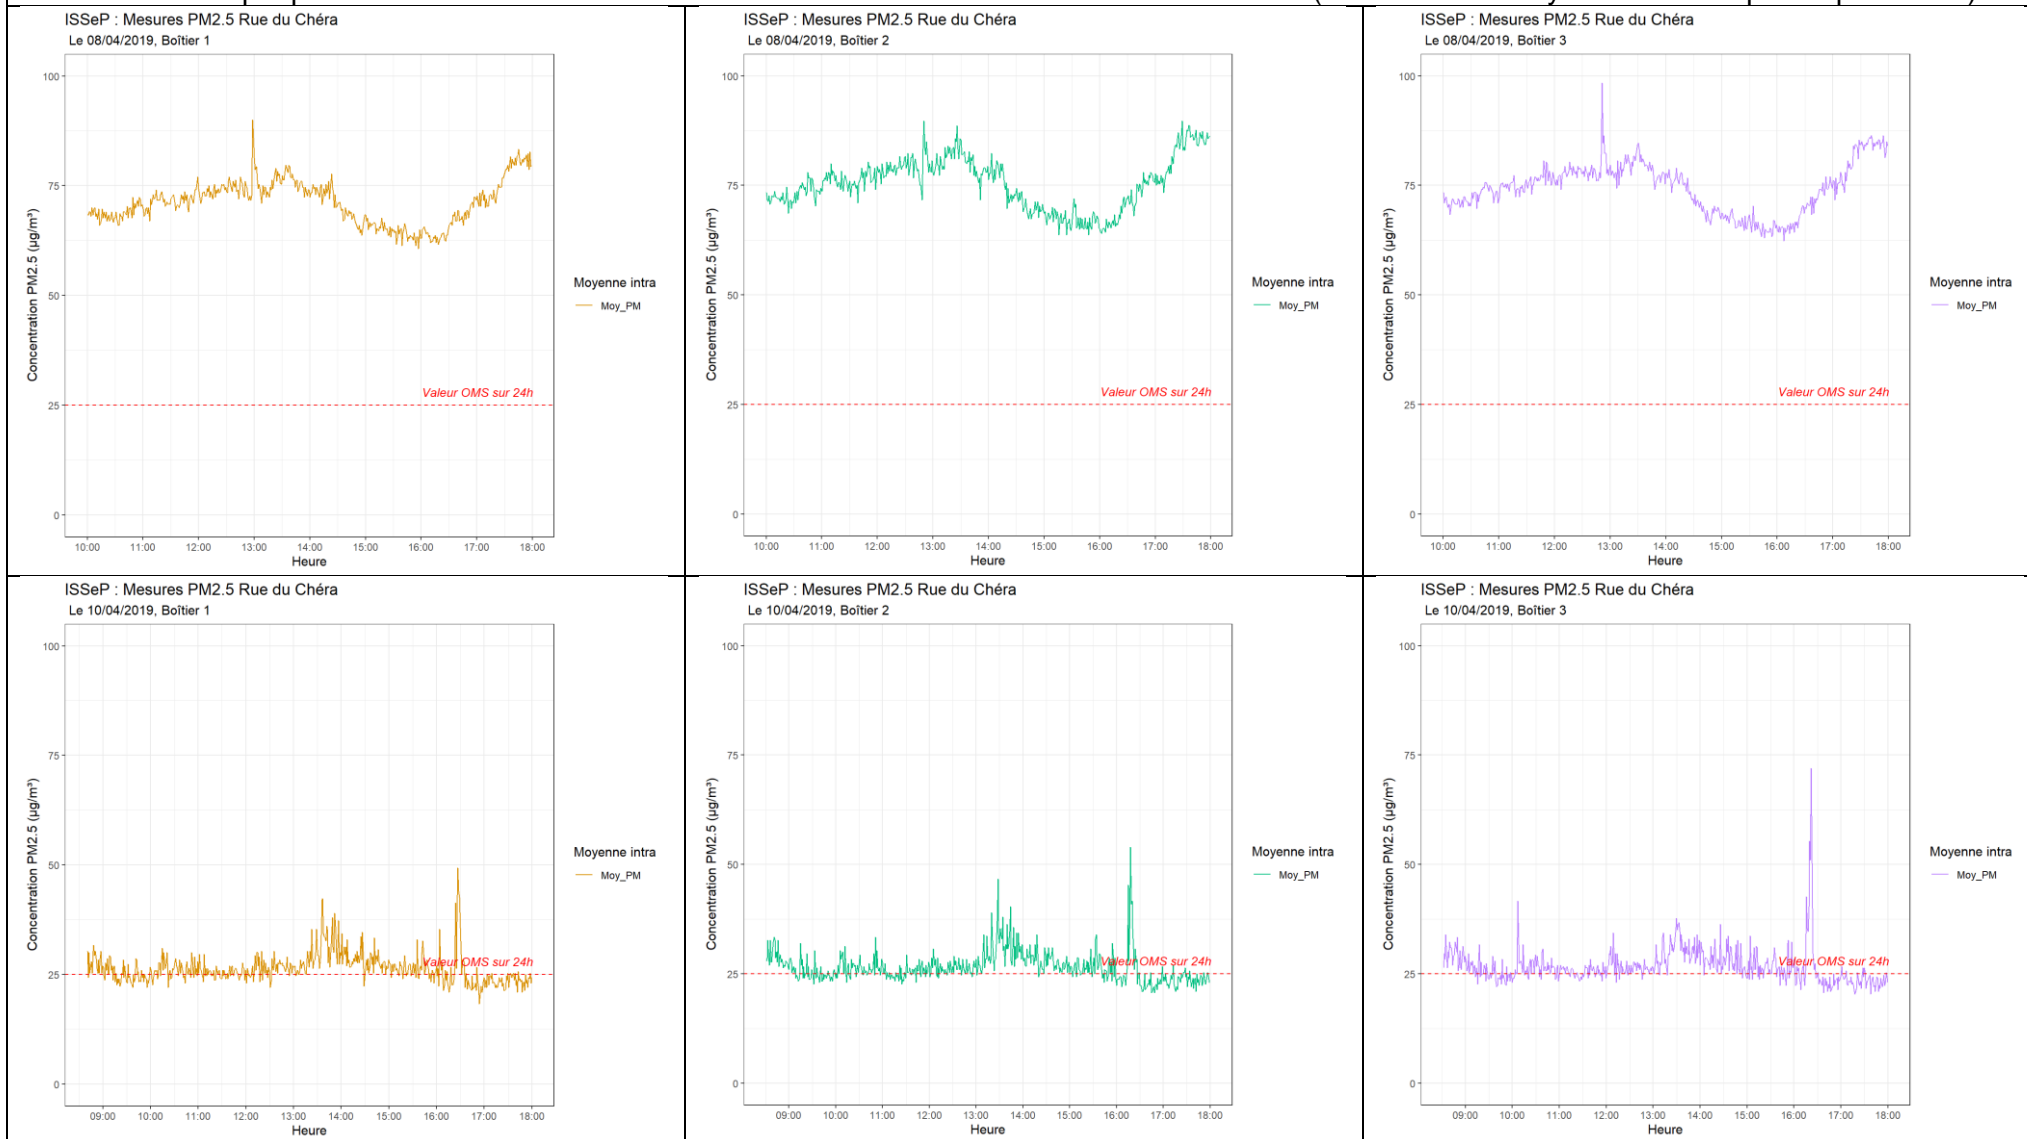 ISSeP : Mesures PM2.5 Rue du Chéra
Le 08/04/2019, Boîtier 1
100
75
50
25
0
Concentration PM2.5 (µg/m³)
Valeur OMS sur 24h
10:00 11:00 12:00 13:00 14:00 15:00 16:00 17:00 18:00
Heure
Moyenne intra
Moy_PM
ISSeP : Mesures PM2.5 Rue du Chéra
Le 08/04/2019, Boîtier 2
100
75
50
25
0
Concentration PM2.5 (µg/m³)
Valeur OMS sur 24h
10:00 11:00 12:00 13:00 14:00 15:00 16:00 17:00 18:00
Heure
Moyenne intra
Moy_PM
ISSeP : Mesures PM2.5 Rue du Chéra
Le 08/04/2019, Boîtier 3
100
75
50
25
0
Concentration PM2.5 (µg/m³)
Valeur OMS sur 24h
10:00 11:00 12:00 13:00 14:00 15:00 16:00 17:00 18:00
Heure
Moyenne intra
Moy_PM
ISSeP : Mesures PM2.5 Rue du Chéra
Le 10/04/2019, Boîtier 1
100
75
50
25
0
Concentration PM2.5 (µg/m³)
Valeur OMS sur 24h
09:00 10:00 11:00 12:00 13:00 14:00 15:00 16:00 17:00 18:00
Heure
Moyenne intra
Moy_PM
ISSeP : Mesures PM2.5 Rue du Chéra
Le 10/04/2019, Boîtier 2
100
75
50
25
0
Concentration PM2.5 (µg/m³)
Valeur OMS sur 24h
09:00 10:00 11:00 12:00 13:00 14:00 15:00 16:00 17:00 18:00
Heure
Moyenne intra
Moy_PM
ISSeP : Mesures PM2.5 Rue du Chéra
Le 10/04/2019, Boîtier 3
100
75
50
25
0
Concentration PM2.5 (µg/m³)
Valeur OMS sur 24h
09:00 10:00 11:00 12:00 13:00 14:00 15:00 16:00 17:00 18:00
Heure
Moyenne intra
Moy_PM